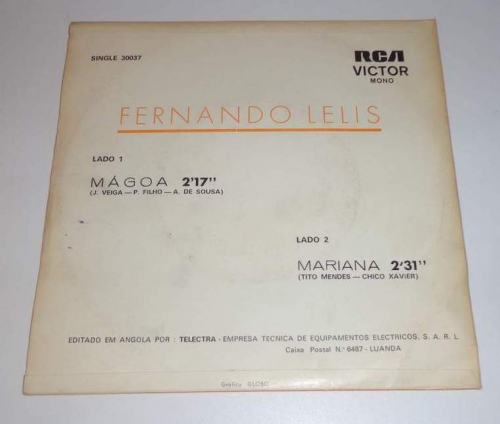 SINGLE 30037
RCA
VICTOR
MONO
FERNANDO LELIS
LADO 1
MÁGOA 2'17"
(J. VEIGA — P. FILHO — A. DE SOUSA)
LADO 2
MARIANA 2'31"
(TITO MENDES — CHICO XAVIER)
EDITADO EM ANGOLA POR : TELECTRA - EMPRESA TECNICA DE EQUIPAMENTOS ELECTRICOS, S. A. R. L
Caixa Postal N.º 6487 - LUANDA
Gráfica GLOBO